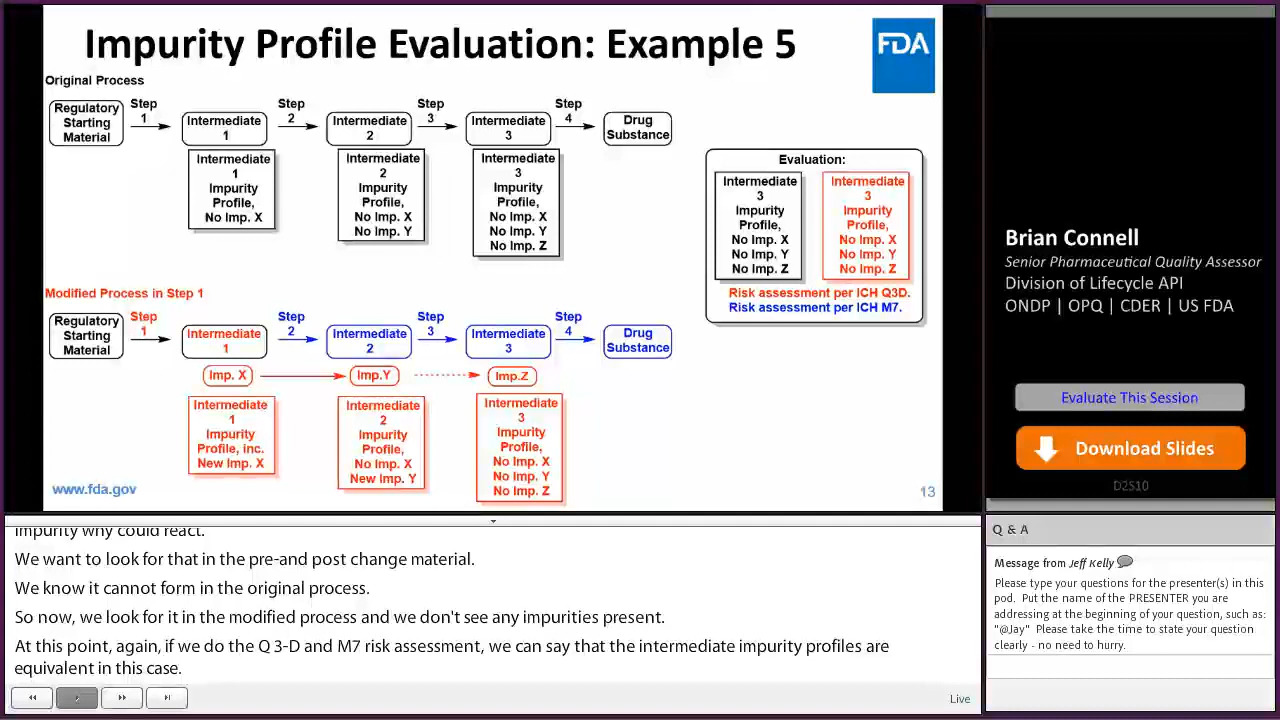 Impurity Profile Evaluation: Example 5
FDA
Original Process
Regulatory
Starting
Material
Step
1
Intermediate
1
Step
2
Intermediate
2
Step
3
Intermediate
3
Step
4
Drug
Substance
Intermediate
1
Impurity
Profile,
No Imp. X
Intermediate
2
Impurity
Profile,
No Imp. X
No Imp. Y
Intermediate
3
Impurity
Profile,
No Imp. X
No Imp. Y
No Imp. Z
Evaluation:
Intermediate
3
Impurity
Profile,
No Imp. X
No Imp. Y
No Imp. Z
Intermediate
3
Impurity
Profile,
No Imp. X
No Imp. Y
No Imp. Z
Risk assessment per ICH Q3D.
Risk assessment per ICH M7.
Modified Process in Step 1
Regulatory
Starting
Material
Step
1
Intermediate
1
Step
2
Intermediate
2
Step
3
Intermediate
3
Step
4
Drug
Substance
Imp. X
Imp.Y
Imp.Z
Intermediate
1
Impurity
Profile, inc.
New Imp. X
Intermediate
2
Impurity
Profile,
No Imp. X
New Imp. Y
Intermediate
3
Impurity
Profile,
No Imp. X
No Imp. Y
No Imp. Z
www.fda.gov
13
Brian Connell
Senior Pharmaceutical Quality Assessor
Division of Lifecycle API
ONDP | OPQ | CDER | US FDA
Evaluate This Session
Download Slides
D2S10
impurity why could react.
We want to look for that in the pre-and post change material.
We know it cannot form in the original process.
So now, we look for it in the modified process and we don't see any impurities present.
At this point, again, if we do the Q 3-D and M7 risk assessment, we can say that the intermediate impurity profiles are
equivalent in this case.
Live
Q & A
Message from Jeff Kelly
Please type your questions for the presenter(s) in this
pod. Put the name of the PRESENTER you are
addressing at the beginning of your question, such as:
"@Jay" Please take the time to state your question
clearly - no need to hurry.